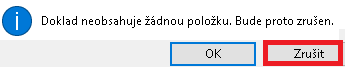 Doklad neobsahuje žádnou položku. Bude proto zrušen.
OK
Zrušit